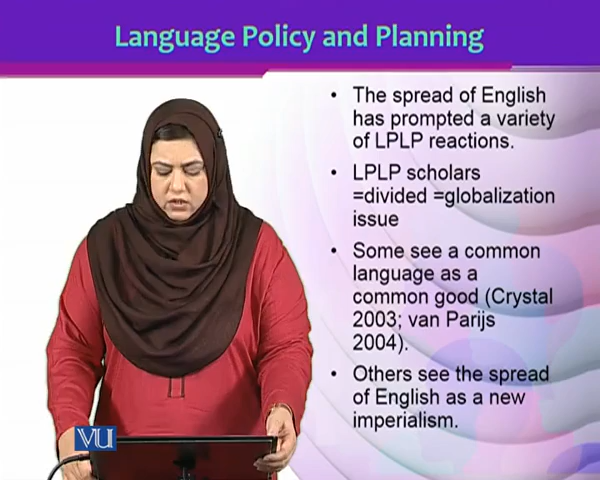 Language Policy and Planning
• The spread of English
has prompted a variety
of LPLP reactions.
• LPLP scholars
=divided =globalization
issue
• Some see a common
language as a
common good (Crystal
2003; van Parijs
2004).
• Others see the spread
of English as a new
imperialism.
VU